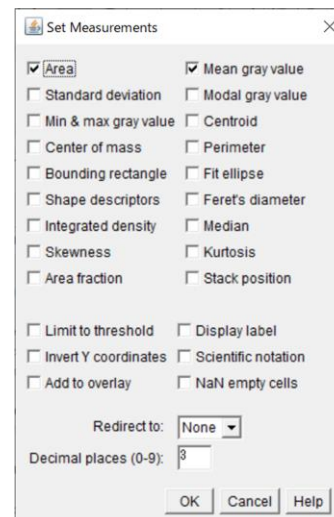 Set Measurements
Area Mean gray value
Standard deviation Modal gray value
Min & max gray value Centroid
Center of mass Perimeter
Bounding rectangle Fit ellipse
Shape descriptors Feret's diameter
Integrated density Median
Skewness Kurtosis
Area fraction Stack position
Limit to threshold Display label
Invert Y coordinates Scientific notation
Add to overlay NaN empty cells
Redirect to: None
Decimal places (0-9): 3
OK Cancel Help